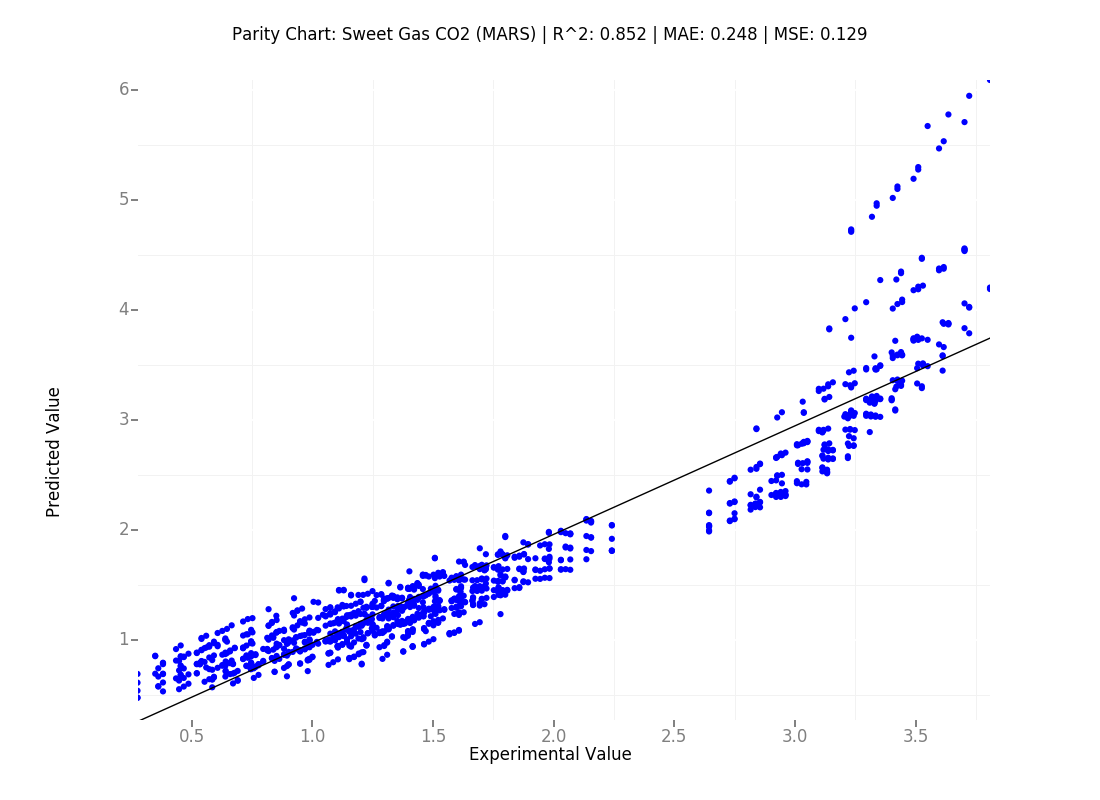 Parity Chart: Sweet Gas CO2 (MARS) | R^2: 0.852 | MAE: 0.248 | MSE: 0.129
6
5
4
3
2
1
Predicted Value
0.5 1.0 1.5 2.0 2.5 3.0 3.5
Experimental Value